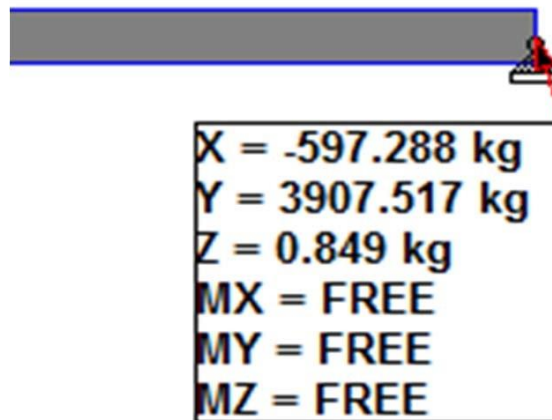 X = -597.288 kg
Y = 3907.517 kg
Z = 0.849 kg
MX = FREE
MY = FREE
MZ = FREE